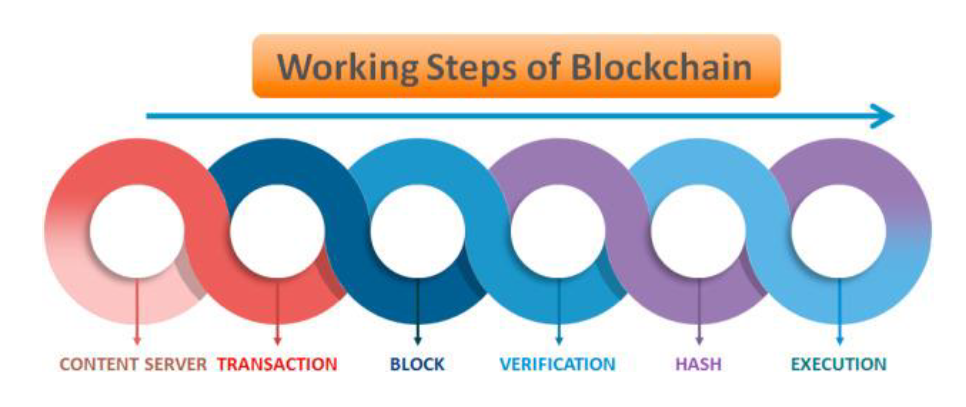 Working Steps of Blockchain
CONTENT SERVER TRANSACTION BLOCK VERIFICATION HASH EXECUTION